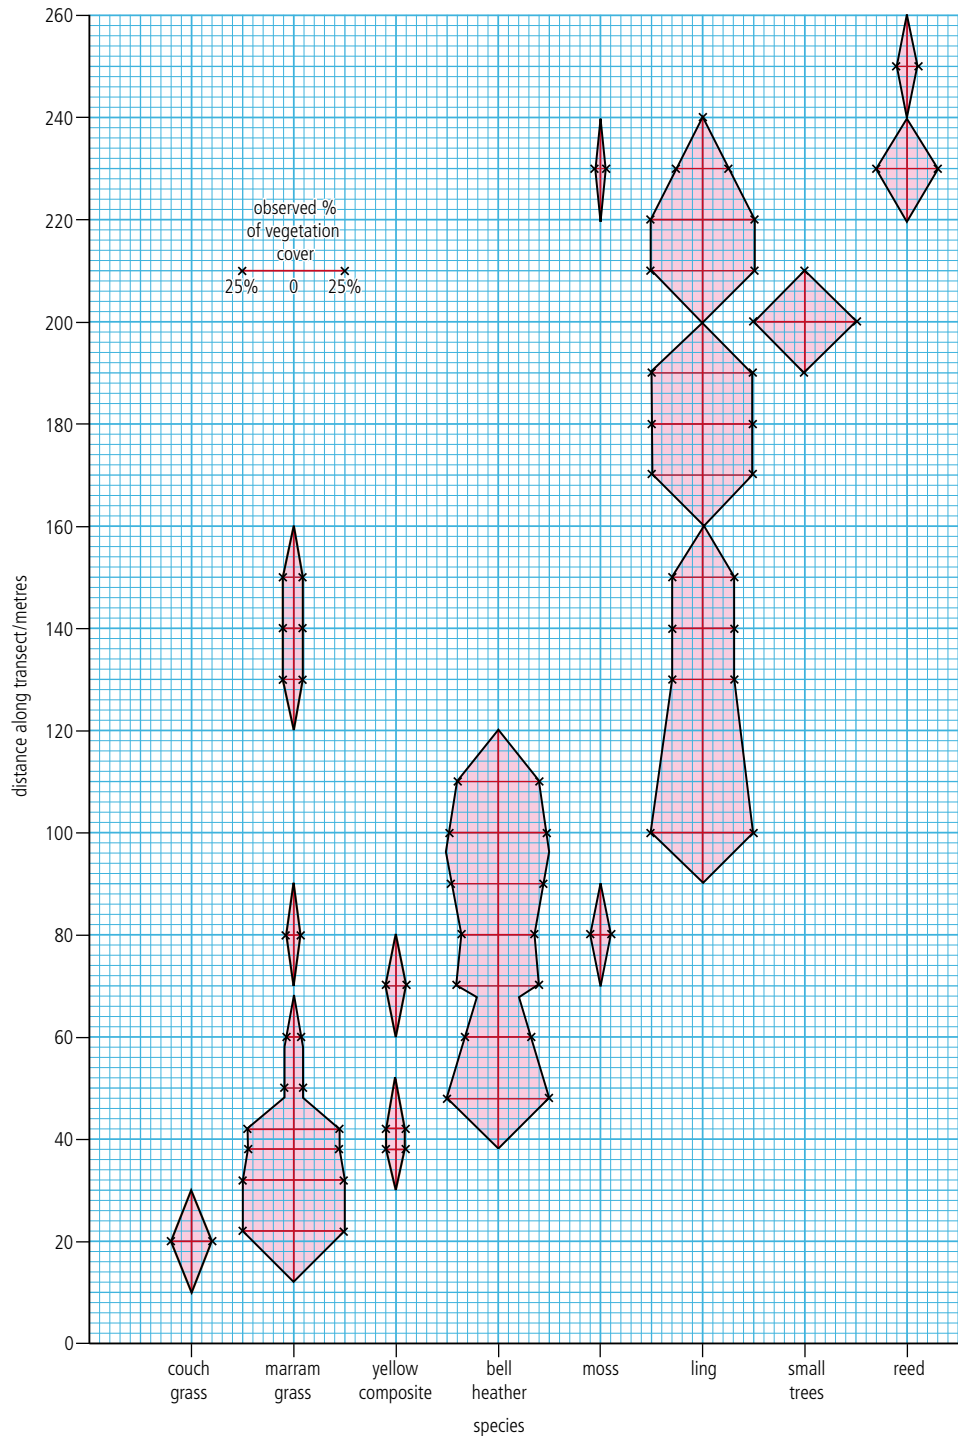 260
240
220
200
180
160
140
120
100
80
60
40
20
0
distance along transect/metres
observed %
of vegetation
cover
25% 0 25%
couch
grass
marram
grass
yellow
composite
bell
heather
moss
ling
small
trees
reed
species